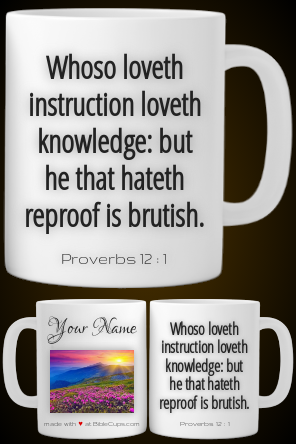 Whoso loveth
instruction loveth
knowledge: but
he that hateth
reproof is brutish.
Proverbs 12 : 1
Your Name
made with ♥ at BibleCups.com
Whoso loveth
instruction loveth
knowledge: but
he that hateth
reproof is brutish.
Proverbs 12 : 1